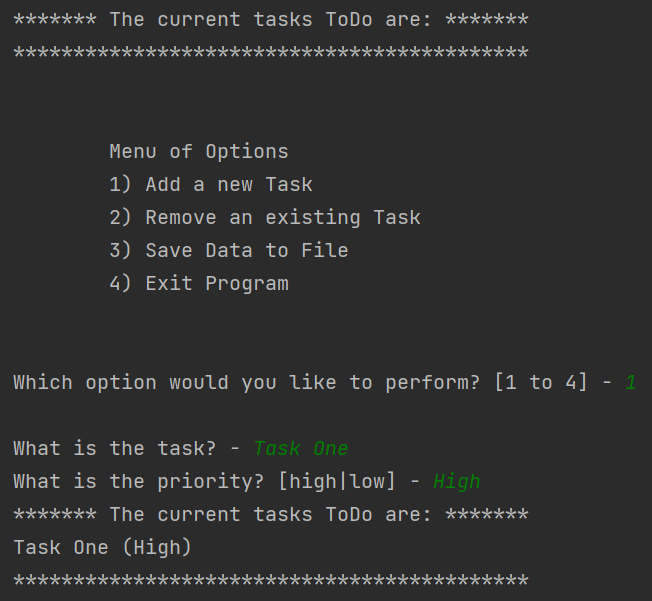 ******* The current tasks ToDo are: *******
*******************************************
Menu of Options
1) Add a new Task
2) Remove an existing Task
3) Save Data to File
4) Exit Program
Which option would you like to perform? [1 to 4] - 1
What is the task? - Task One
What is the priority? [high|low] - High
******* The current tasks ToDo are: *******
Task One (High)
*******************************************